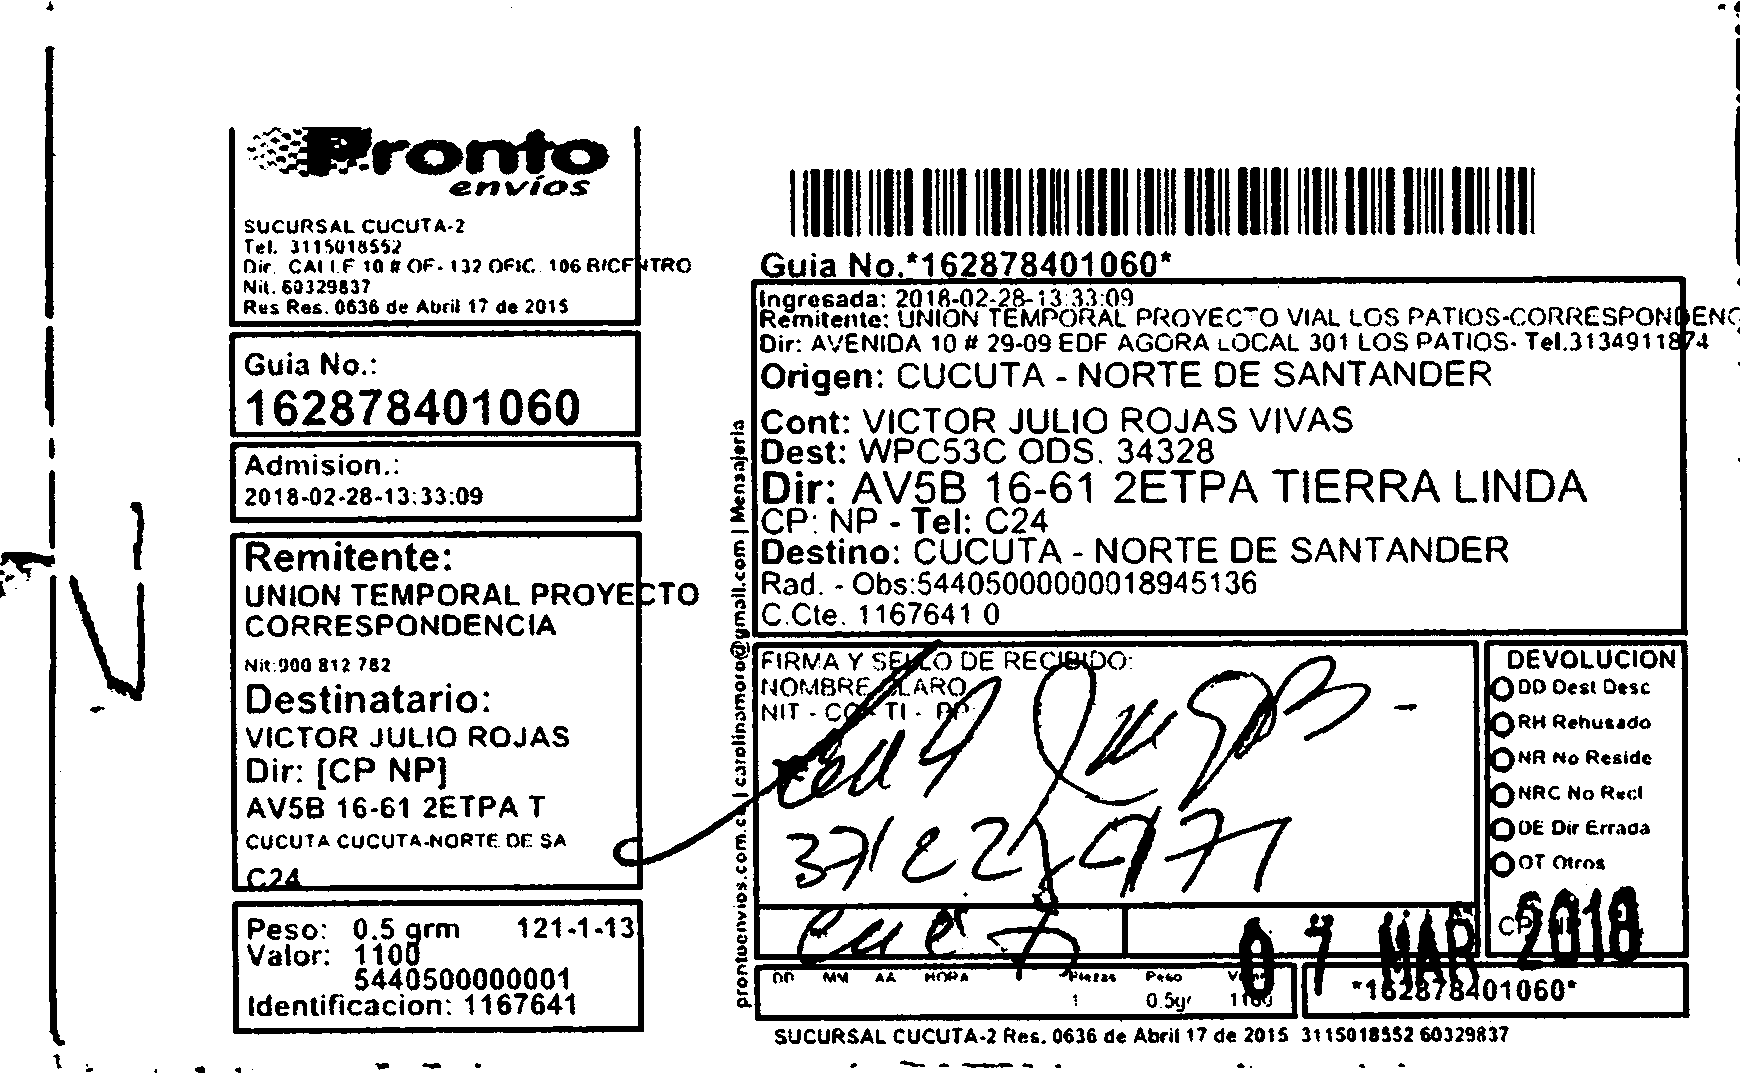 Pronto
envíos
SUCURSAL CUCUTA-2
Tel. 3115018552
Dir. CALLE 10 # OE- 132 OFIC. 106 B/CENTRO
Nit. 60329837
Res Res. 0636 de Abril 17 de 2015
Guia No.:
162878401060
Admision.:
2018-02-28-13:33:09
Remitente:
UNION TEMPORAL PROYECTO
CORRESPONDENCIA
Nit:900 812 782
Destinatario:
VICTOR JULIO ROJAS
Dir: [CP NP]
AV5B 16-61 2ETPA T
CUCUTA CUCUTA-NORTE DE SA
C24
Peso: 0.5 grm 121-1-13
Valor: 1100
5440500000001
Identificacion: 1167641
prontoenvios.com.co | carolinamoro@gmail.com | Mensajeria
Guia No.*162878401060*
Ingresada: 2018-02-28-13:33:09
Remitente: UNION TEMPORAL PROYECTO VIAL LOS PATIOS-CORRESPONDENC
Dir: AVENIDA 10 # 29-09 EDF AGORA LOCAL 301 LOS PATIOS- Tel.3134911874
Origen: CUCUTA - NORTE DE SANTANDER
Cont: VICTOR JULIO ROJAS VIVAS
Dest: WPC53C ODS. 34328
Dir: AV5B 16-61 2ETPA TIERRA LINDA
CP: NP - Tel: C24
Destino: CUCUTA - NORTE DE SANTANDER
Rad. - Obs:54405000000018945136
C.Cte. 1167641 0
FIRMA Y SELLO DE RECIBIDO:
NOMBRE CLARO
NIT - CC - TI - PP
DEVOLUCION
DD Dest Desc
RH Rehusado
NR No Reside
NRC No Recl
DE Dir Errada
OT Otros
07 MAR 2018
DD MM AA HORA Piezas Peso Valor
1 0.5gr 1100
*162878401060*
SUCURSAL CUCUTA-2 Res. 0636 de Abril 17 de 2015 3115018552 60329837